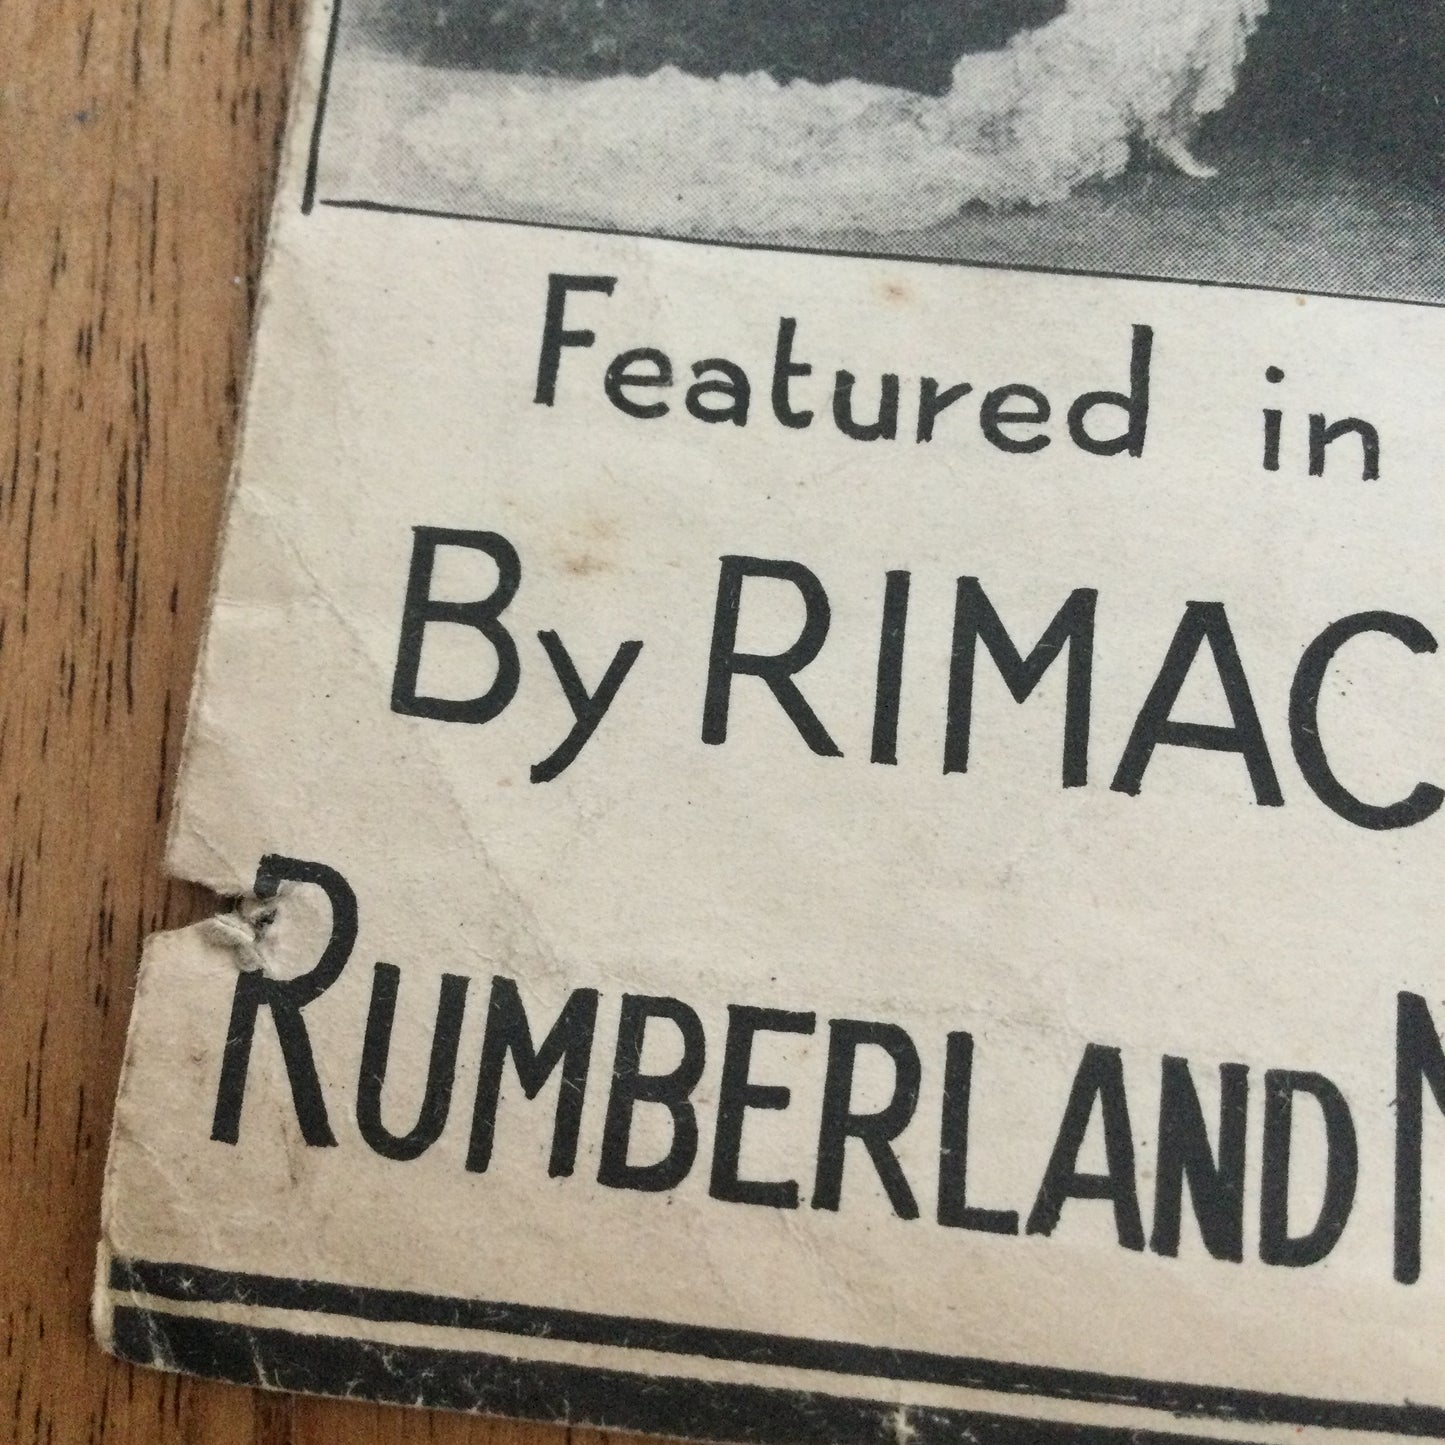 Featured in
By RIMAC
RUMBERLAND